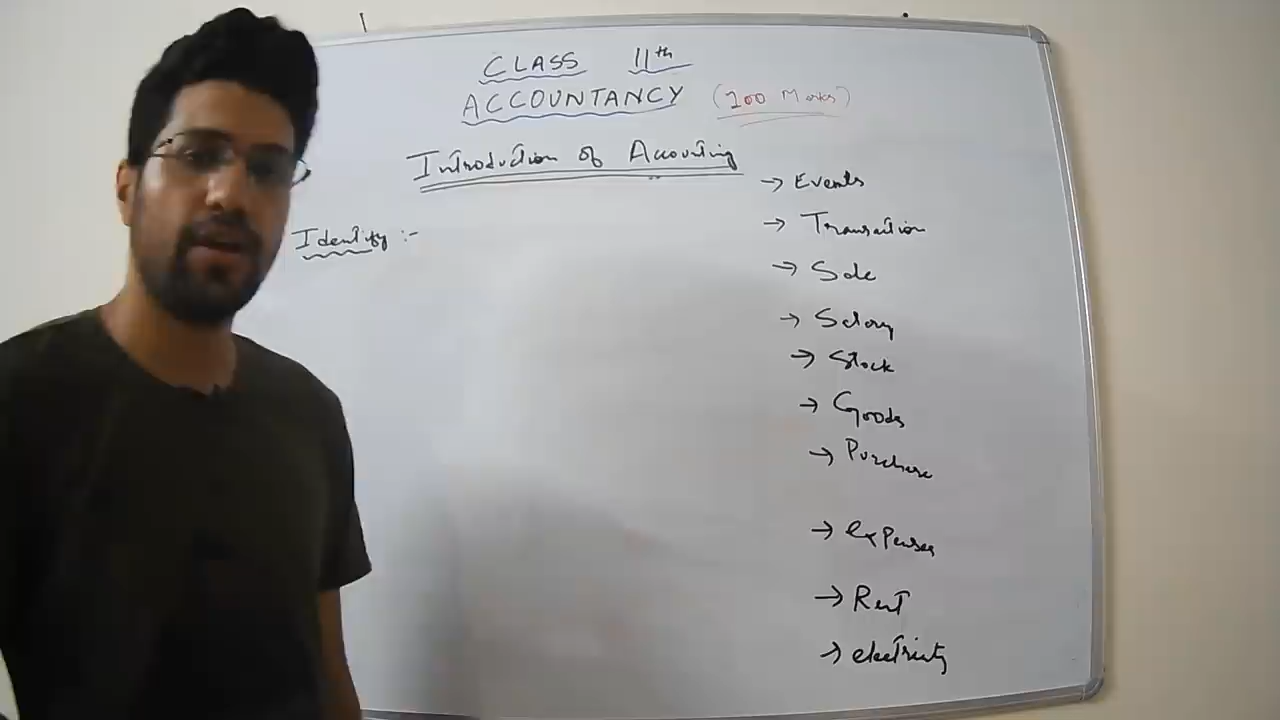 CLASS 11th
ACCOUNTANCY (100 Marks)
Introduction of Accounting
Identify :-
→ Events
→ Transaction
→ Sale
→ Salary
→ Stock
→ Goods
→ Purchase
→ expenses
→ Rent
→ electricity